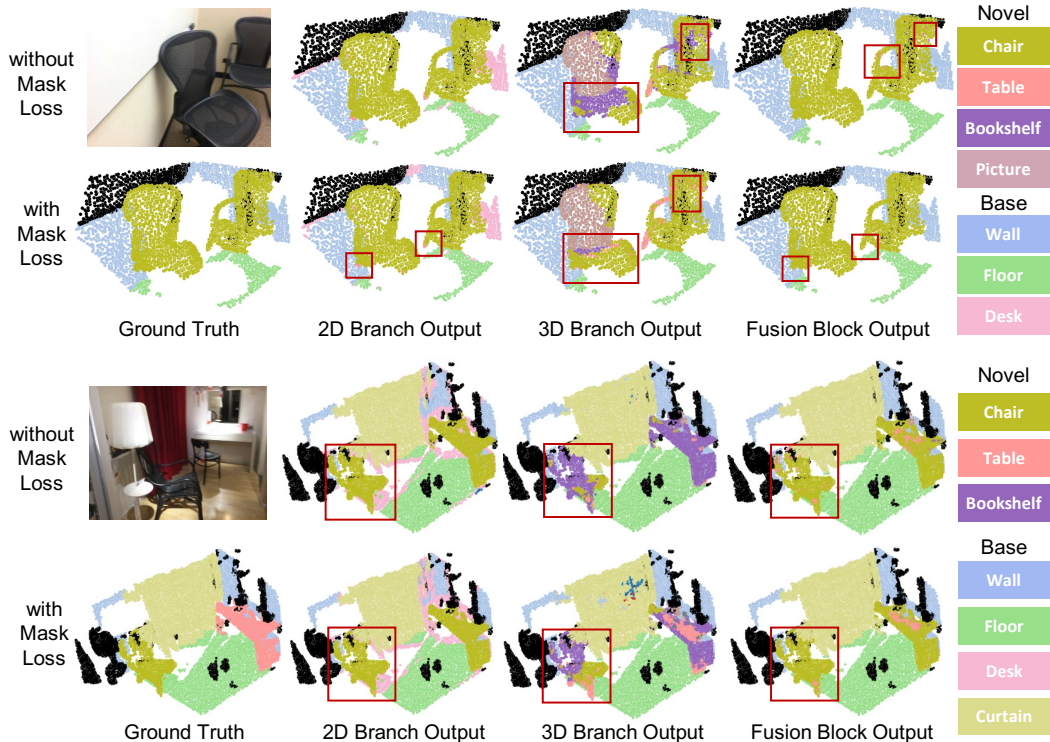 without
Mask
Loss
Novel
Chair
Table
Bookshelf
Picture
with
Mask
Loss
Base
Wall
Floor
Desk
Ground Truth
2D Branch Output
3D Branch Output
Fusion Block Output
without
Mask
Loss
Novel
Chair
Table
Bookshelf
with
Mask
Loss
Base
Wall
Floor
Desk
Curtain
Ground Truth
2D Branch Output
3D Branch Output
Fusion Block Output